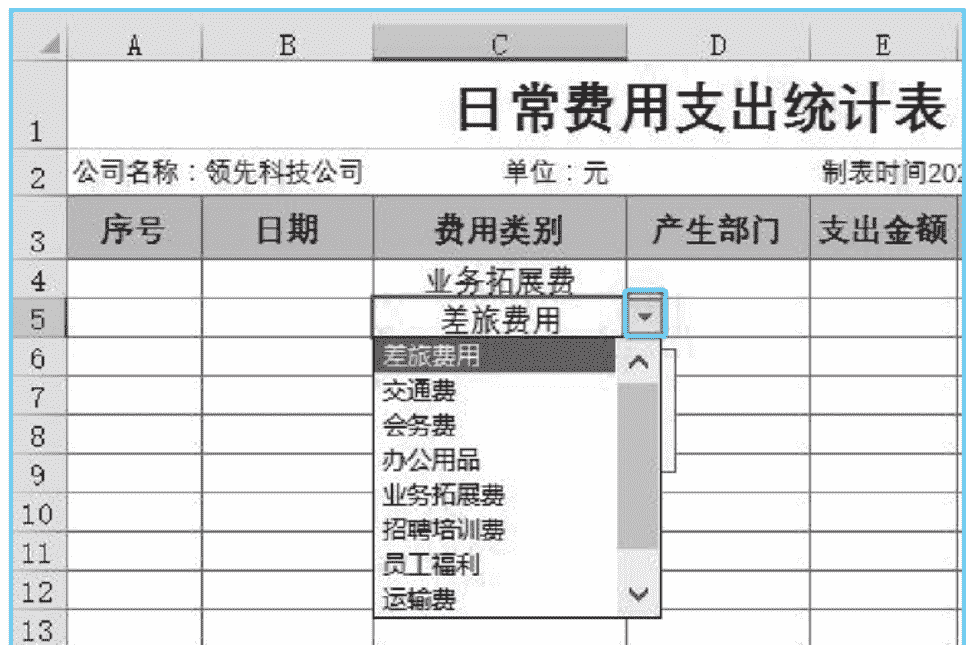 A B C D E
1 日常费用支出统计表
2 公司名称：领先科技公司 单位：元 制表时间202
3 序号 日期 费用类别 产生部门 支出金额
4 业务拓展费
5 差旅费用
6 差旅费用
7 交通费
8 会务费
9 办公用品
10 业务拓展费
11 招聘培训费
员工福利
12 运输费
13